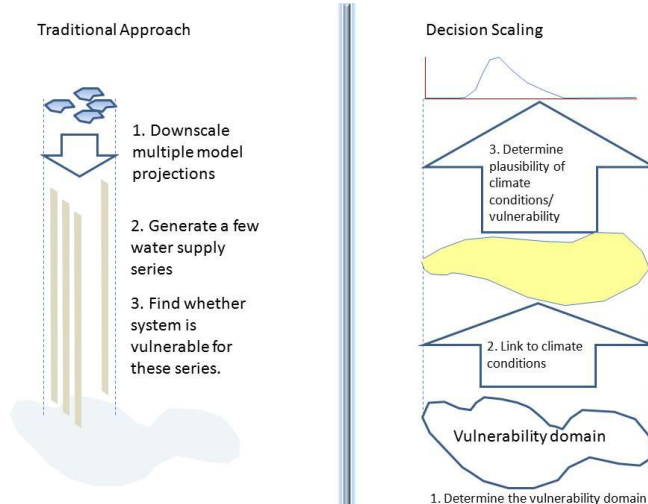 Traditional Approach
1. Downscale
multiple model
projections
2. Generate a few
water supply
series
3. Find whether
system is
vulnerable for
these series.
Decision Scaling
3. Determine
plausibility of
climate
conditions/
vulnerability
2. Link to climate
conditions
Vulnerability domain
1. Determine the vulnerability domain